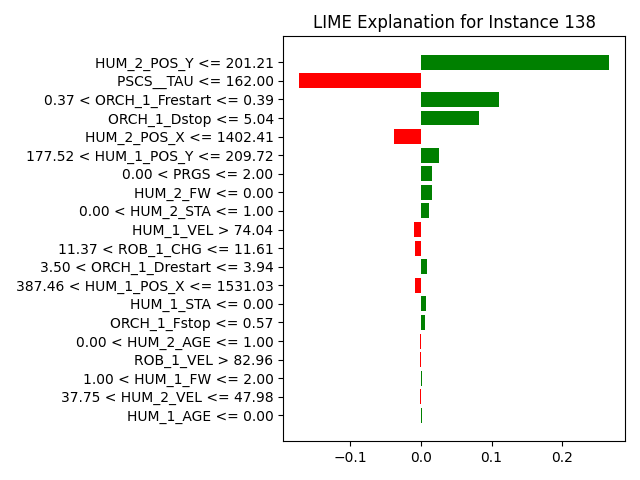 LIME Explanation for Instance 138
HUM_2_POS_Y <= 201.21
PSCS__TAU <= 162.00
0.37 < ORCH_1_Frestart <= 0.39
ORCH_1_Dstop <= 5.04
HUM_2_POS_X <= 1402.41
177.52 < HUM_1_POS_Y <= 209.72
0.00 < PRGS <= 2.00
HUM_2_FW <= 0.00
0.00 < HUM_2_STA <= 1.00
HUM_1_VEL > 74.04
11.37 < ROB_1_CHG <= 11.61
3.50 < ORCH_1_Drestart <= 3.94
387.46 < HUM_1_POS_X <= 1531.03
HUM_1_STA <= 0.00
ORCH_1_Fstop <= 0.57
0.00 < HUM_2_AGE <= 1.00
ROB_1_VEL > 82.96
1.00 < HUM_1_FW <= 2.00
37.75 < HUM_2_VEL <= 47.98
HUM_1_AGE <= 0.00
−0.1 0.0 0.1 0.2